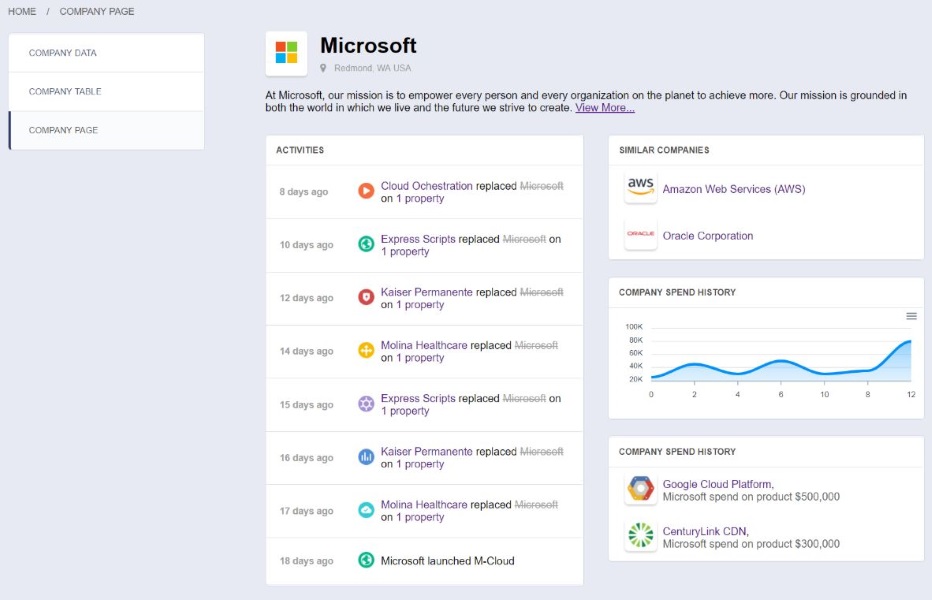 HOME / COMPANY PAGE
COMPANY DATA
COMPANY TABLE
COMPANY PAGE
Microsoft
Redmond, WA USA
At Microsoft, our mission is to empower every person and every organization on the planet to achieve more. Our mission is grounded in
both the world in which we live and the future we strive to create. View More...
ACTIVITIES
8 days ago
Cloud Ochestration replaced Microsoft
on 1 property
10 days ago
Express Scripts replaced Microsoft on
1 property
12 days ago
Kaiser Permanente replaced Microsoft
on 1 property
14 days ago
Molina Healthcare replaced Microsoft
on 1 property
15 days ago
Express Scripts replaced Microsoft on
1 property
16 days ago
Kaiser Permanente replaced Microsoft
on 1 property
17 days ago
Molina Healthcare replaced Microsoft
on 1 property
18 days ago
Microsoft launched M-Cloud
SIMILAR COMPANIES
aws
Amazon Web Services (AWS)
ORACLE
Oracle Corporation
COMPANY SPEND HISTORY
100K
80K
60K
40K
20K
0 2 4 6 10 8 12
COMPANY SPEND HISTORY
Google Cloud Platform,
Microsoft spend on product $500,000
CenturyLink CDN,
Microsoft spend on product $300,000